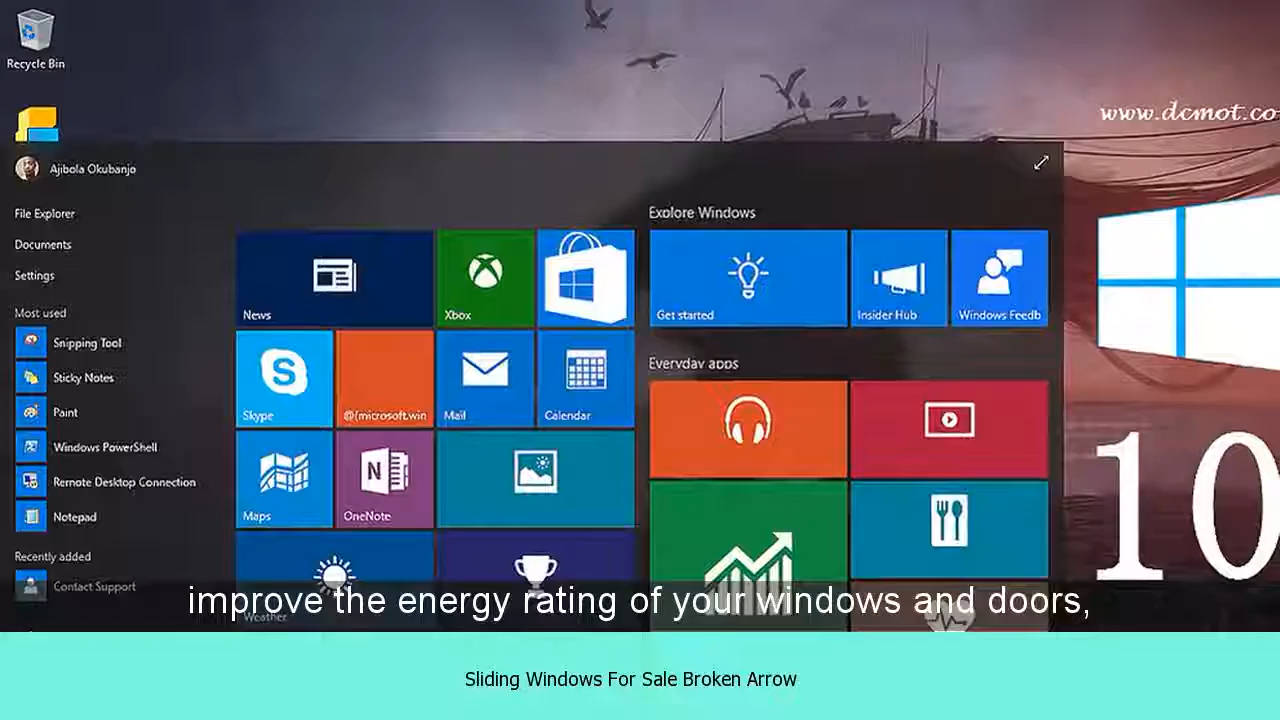 Recycle Bin
www.dcmot.co
Ajibola Okubanjo
File Explorer
Documents
Settings
Most used
Snipping Tool
Sticky Notes
Paint
Windows PowerShell
Remote Desktop Connection
Notepad
Recently added
Contact Support
News
Xbox
Skype
@{microsoft.win
Mail
Calendar
Maps
N
OneNote
Weather
Explore Windows
Get started
Insider Hub
Windows Feedb
Everyday apps
10
improve the energy rating of your windows and doors,
Sliding Windows For Sale Broken Arrow